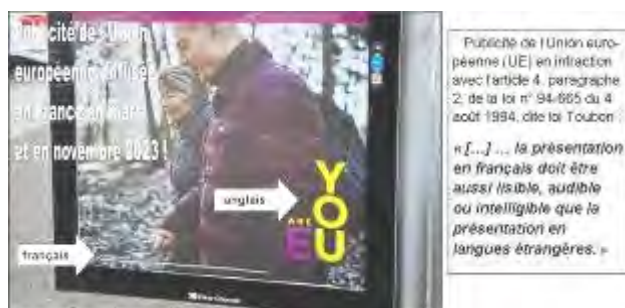 Publicité de l'Union
européenne diffusée
en France en mars
et en novembre 2023 !
anglais
français
YOU
ARE
EU
Publicité de l'Union euro-
péenne (UE) en infraction
avec l'article 4, paragraphe
2, de la loi n° 94-665 du 4
août 1994, dite loi Toubon :
« [...] ... la présentation
en français doit être
aussi lisible, audible
ou intelligible que la
présentation en
langues étrangères. »